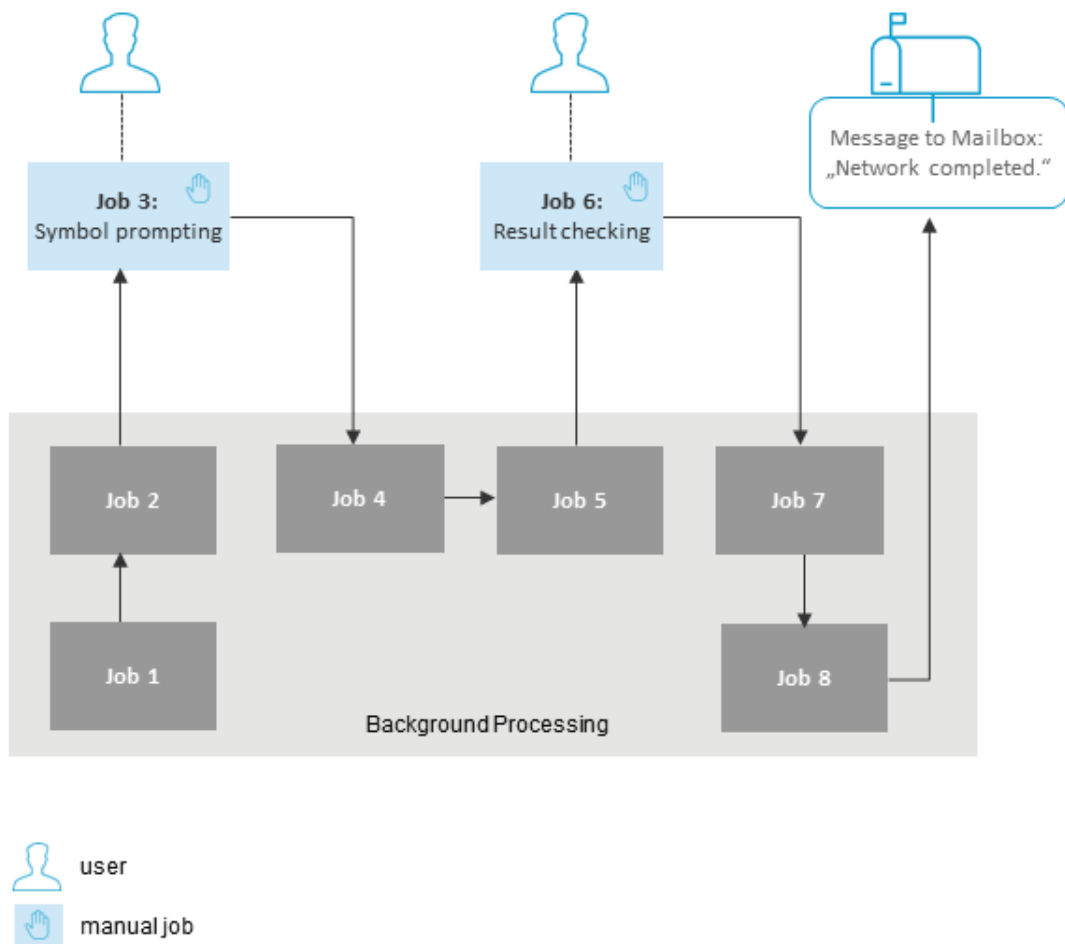 Message to Mailbox:
„Network completed.“
Job 3:
Symbol prompting
Job 6:
Result checking
Job 2
Job 4
Job 5
Job 7
Job 1
Job 8
Background Processing
user
manual job